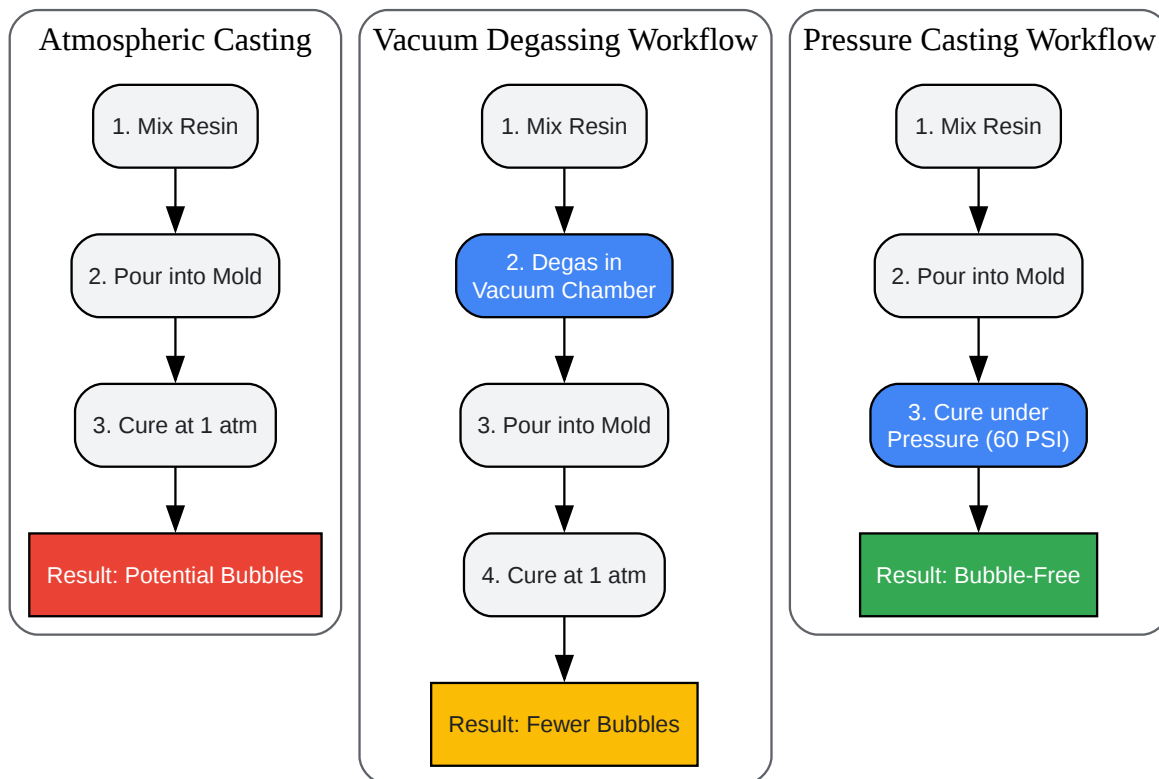 Atmospheric Casting
1. Mix Resin
2. Pour into Mold
3. Cure at 1 atm
Result: Potential Bubbles
Vacuum Degassing Workflow
1. Mix Resin
2. Degas in
Vacuum Chamber
3. Pour into Mold
4. Cure at 1 atm
Result: Fewer Bubbles
Pressure Casting Workflow
1. Mix Resin
2. Pour into Mold
3. Cure under
Pressure (60 PSI)
Result: Bubble-Free